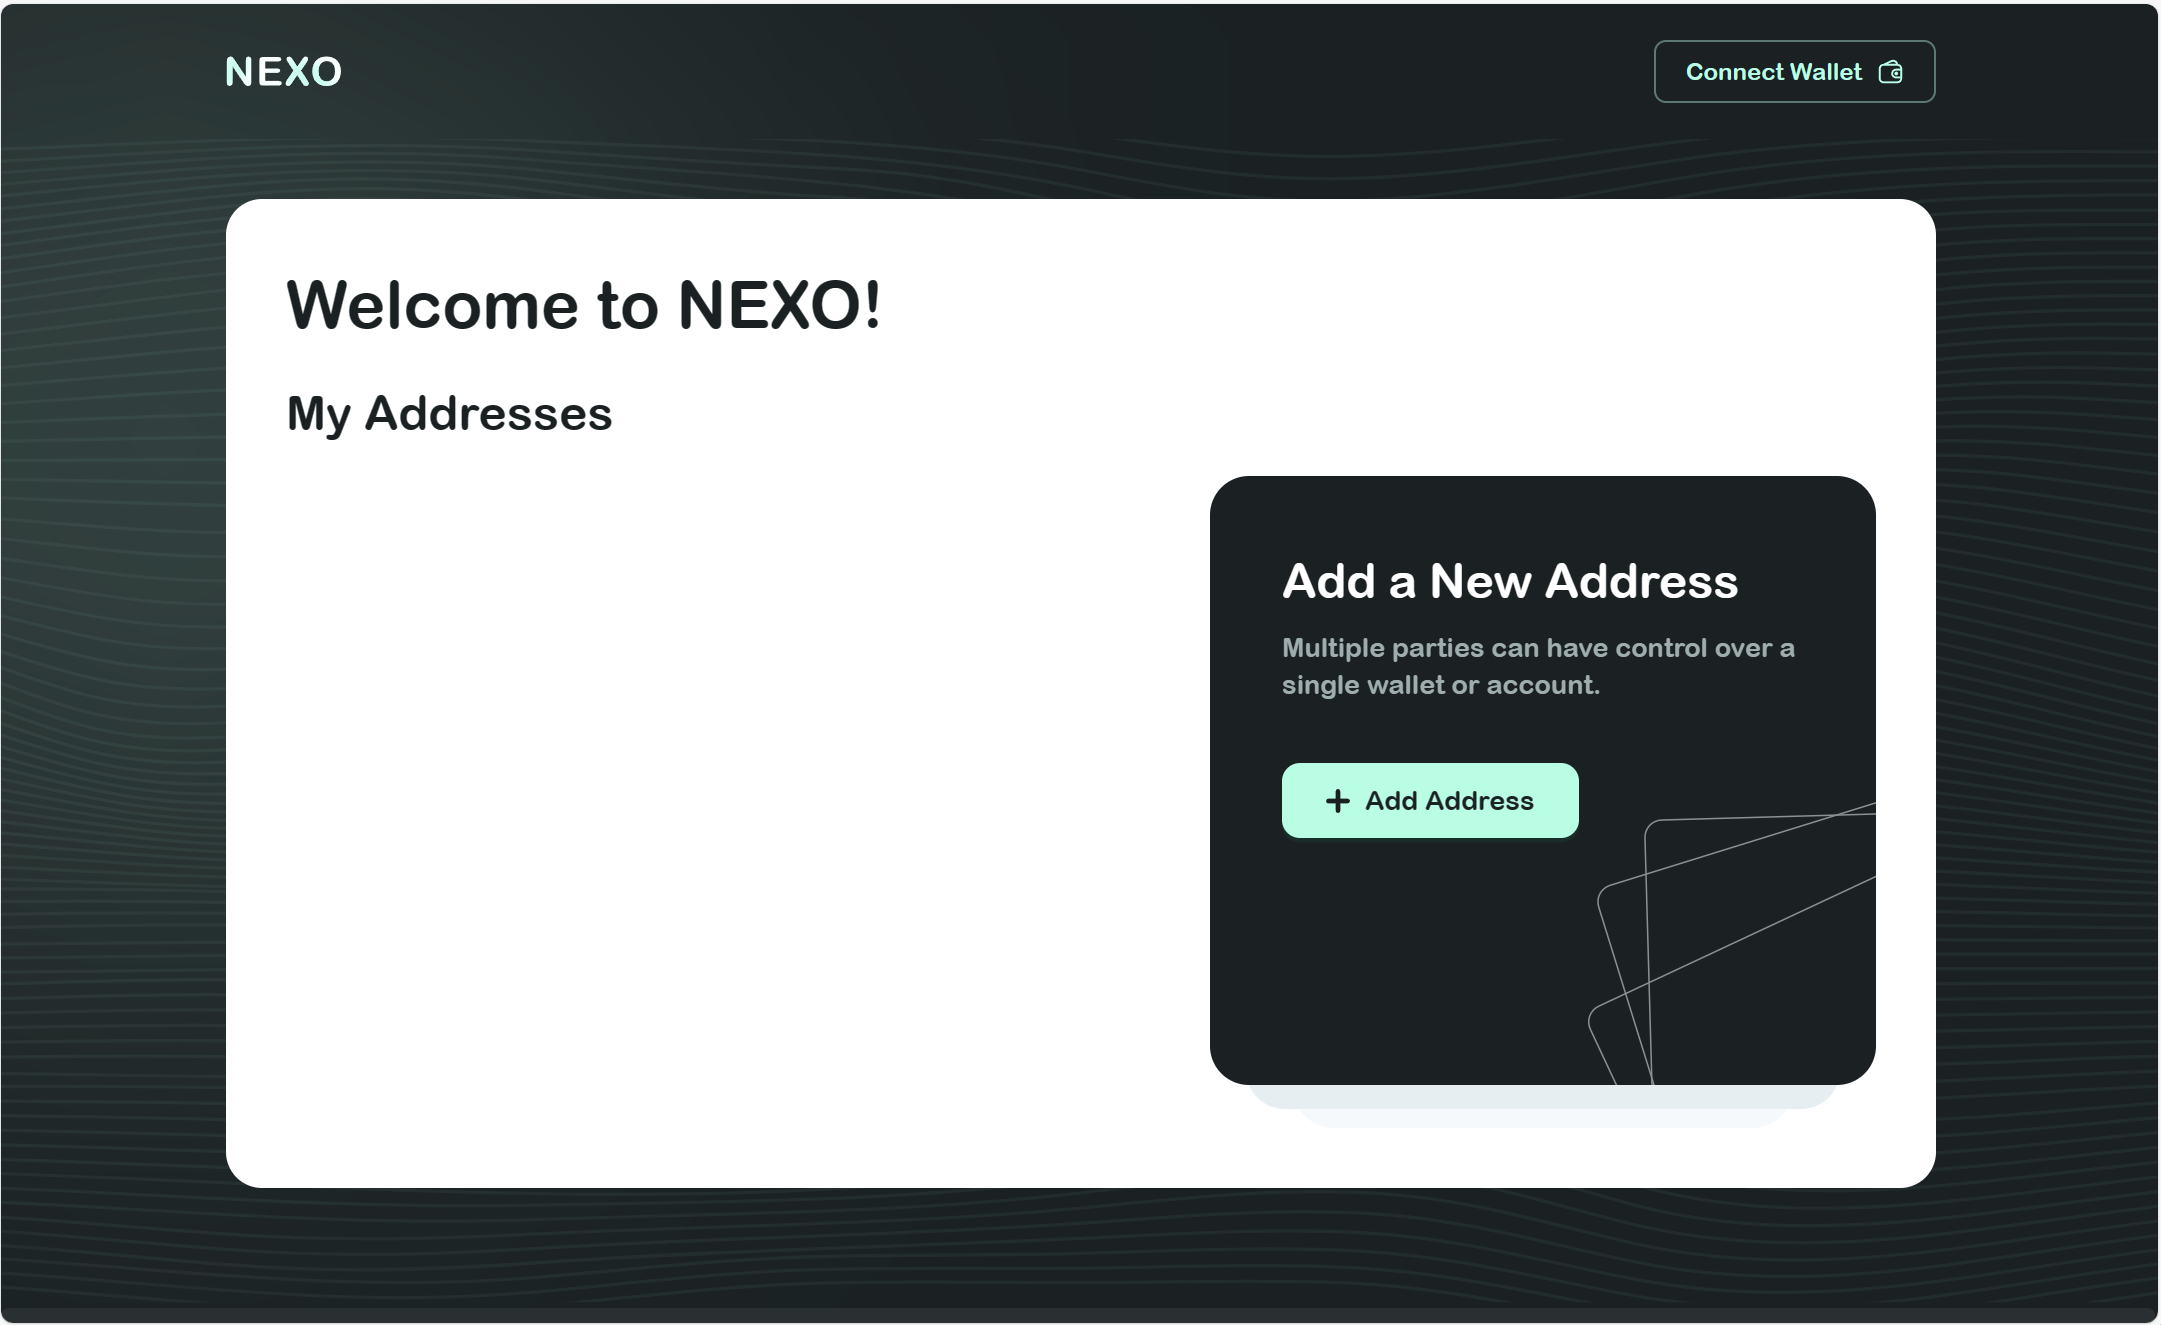 NEXO
Connect Wallet
Welcome to NEXO!
My Addresses
Add a New Address
Multiple parties can have control over a
single wallet or account.
Add Address